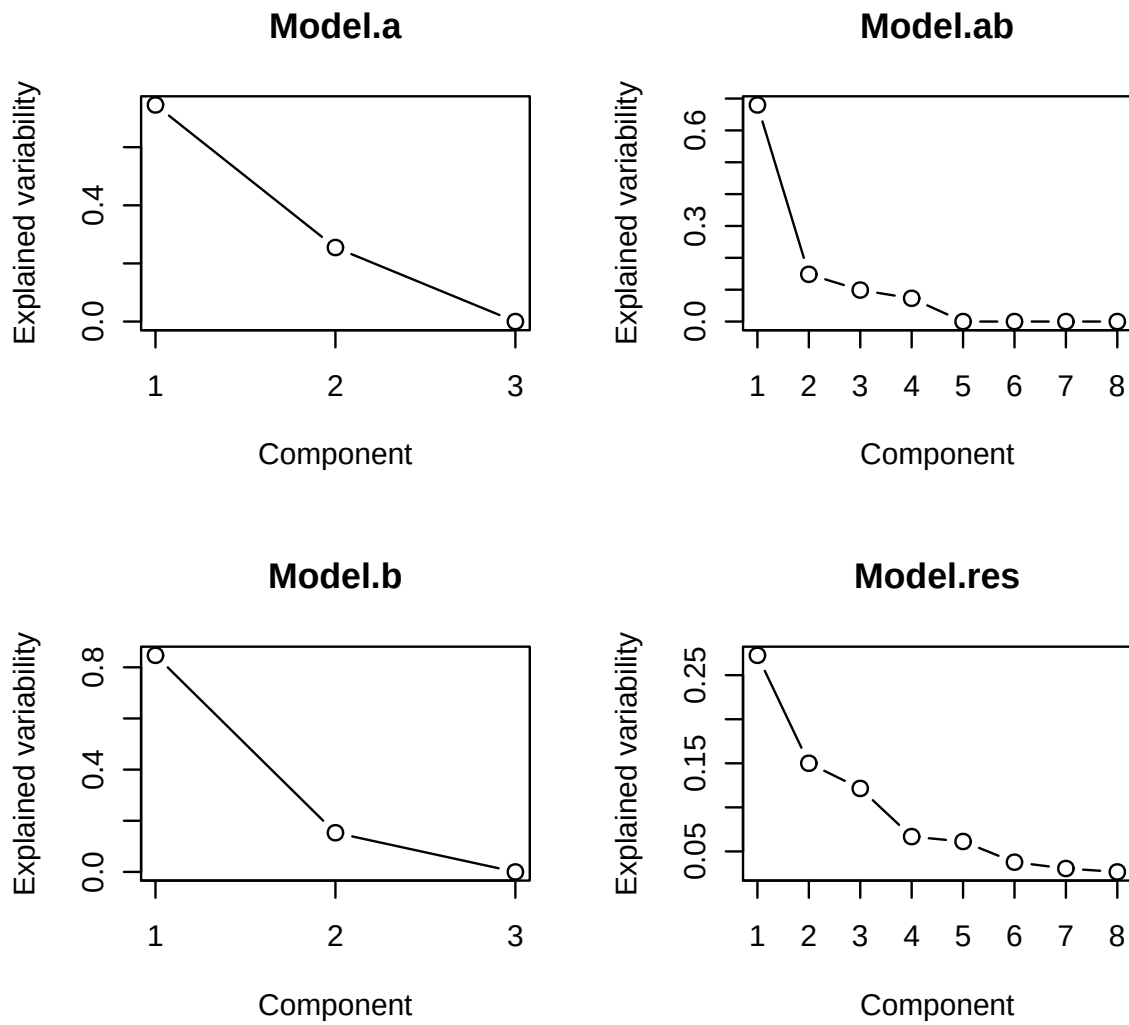 Model.a
Explained variability
0.4
0.0
1 2 3
Component
Model.ab
Explained variability
0.6
0.3
0.0
1 2 3 4 5 6 7 8
Component
Model.b
Explained variability
0.8
0.4
0.0
1 2 3
Component
Model.res
Explained variability
0.25
0.15
0.05
1 2 3 4 5 6 7 8
Component